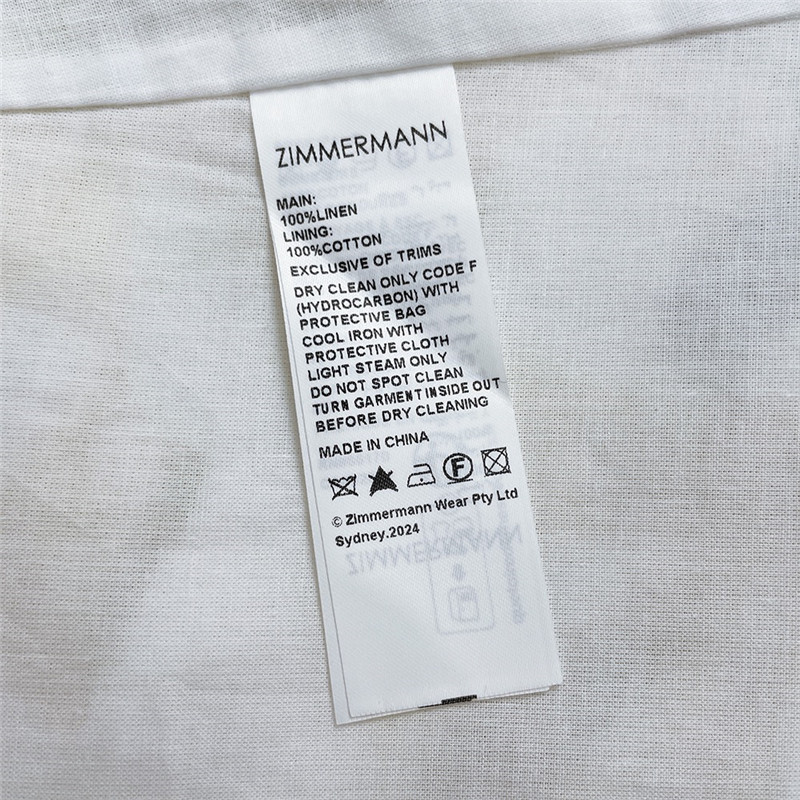 ZIMMERMANN
MAIN:
100%LINEN
LINING:
100%COTTON
EXCLUSIVE OF TRIMS
DRY CLEAN ONLY CODE F
(HYDROCARBON) WITH
PROTECTIVE BAG
COOL IRON WITH
PROTECTIVE CLOTH
LIGHT STEAM ONLY
DO NOT SPOT CLEAN
TURN GARMENT INSIDE OUT
BEFORE DRY CLEANING
MADE IN CHINA
F
© Zimmermann Wear Pty Ltd
Sydney.2024
ZIMMERMANN